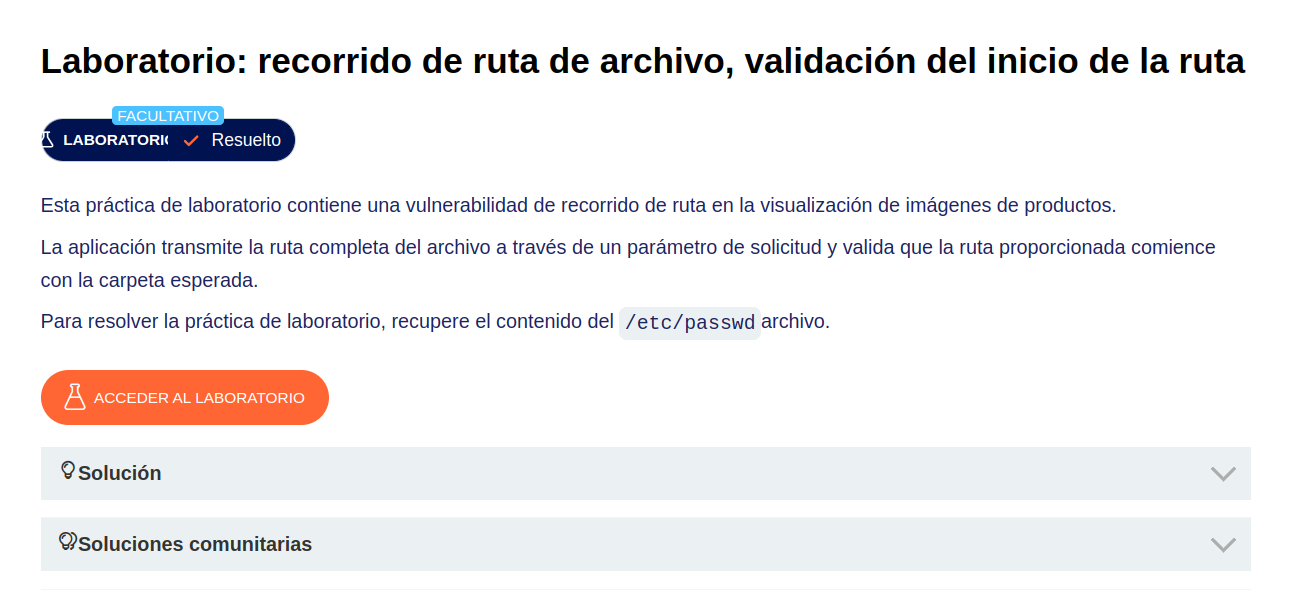 Laboratorio: recorrido de ruta de archivo, validación del inicio de la ruta
FACULTATIVO
LABORATORIO Resuelto
Esta práctica de laboratorio contiene una vulnerabilidad de recorrido de ruta en la visualización de imágenes de productos.
La aplicación transmite la ruta completa del archivo a través de un parámetro de solicitud y valida que la ruta proporcionada comience
con la carpeta esperada.
Para resolver la práctica de laboratorio, recupere el contenido del /etc/passwd archivo.
ACCEDER AL LABORATORIO
Solución
Soluciones comunitarias